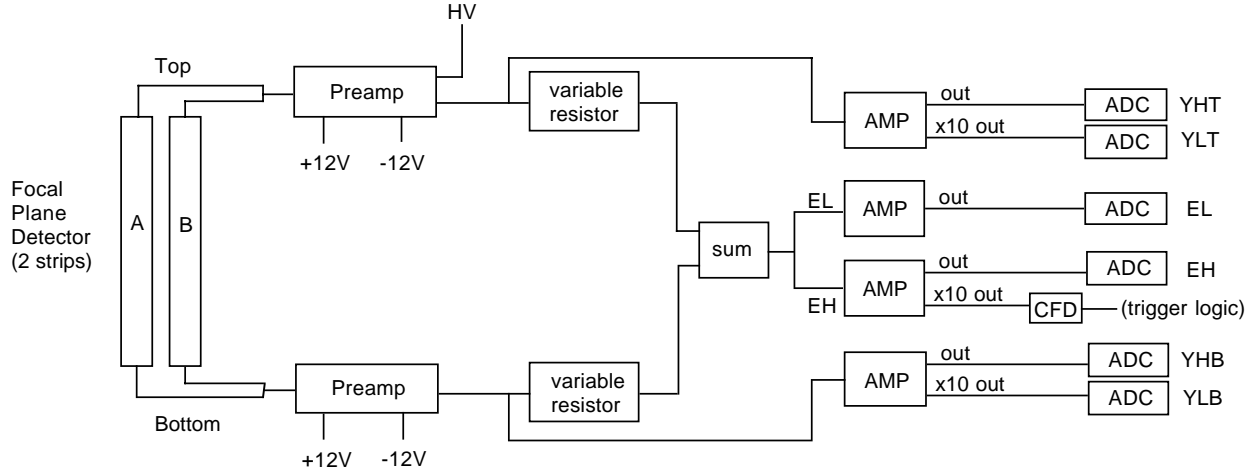 HV
Top
Preamp
+12V -12V
variable
resistor
AMP
out
x10 out
ADC YHT
ADC YLT
Focal
Plane
Detector
(2 strips)
A B
sum
EL
AMP
out
ADC EL
EH
AMP
out
x10 out
ADC EH
CFD (trigger logic)
Bottom
Preamp
+12V -12V
variable
resistor
AMP
out
x10 out
ADC YHB
ADC YLB